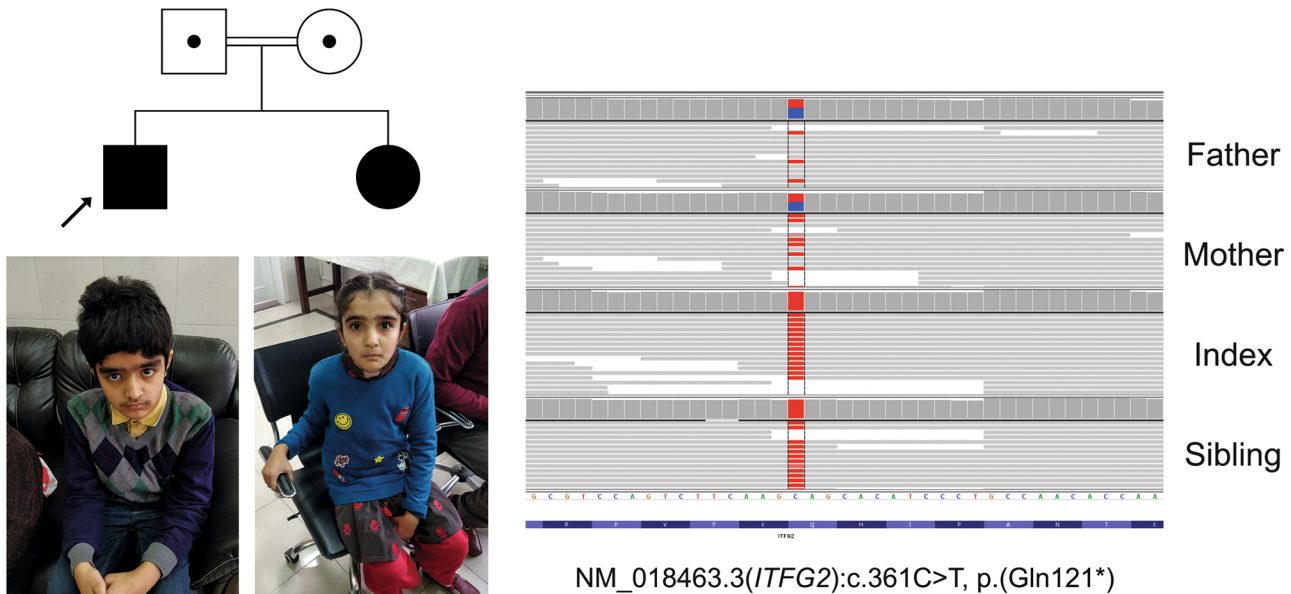 Father
Mother
Index
Sibling
G C G T C C A G T C T T C A A G C A G C A C A T C C C T G C C A A C A C C A A
R P V F K Q H I P A N T K
ITFG2
NM_018463.3(ITFG2):c.361C>T, p.(Gln121*)